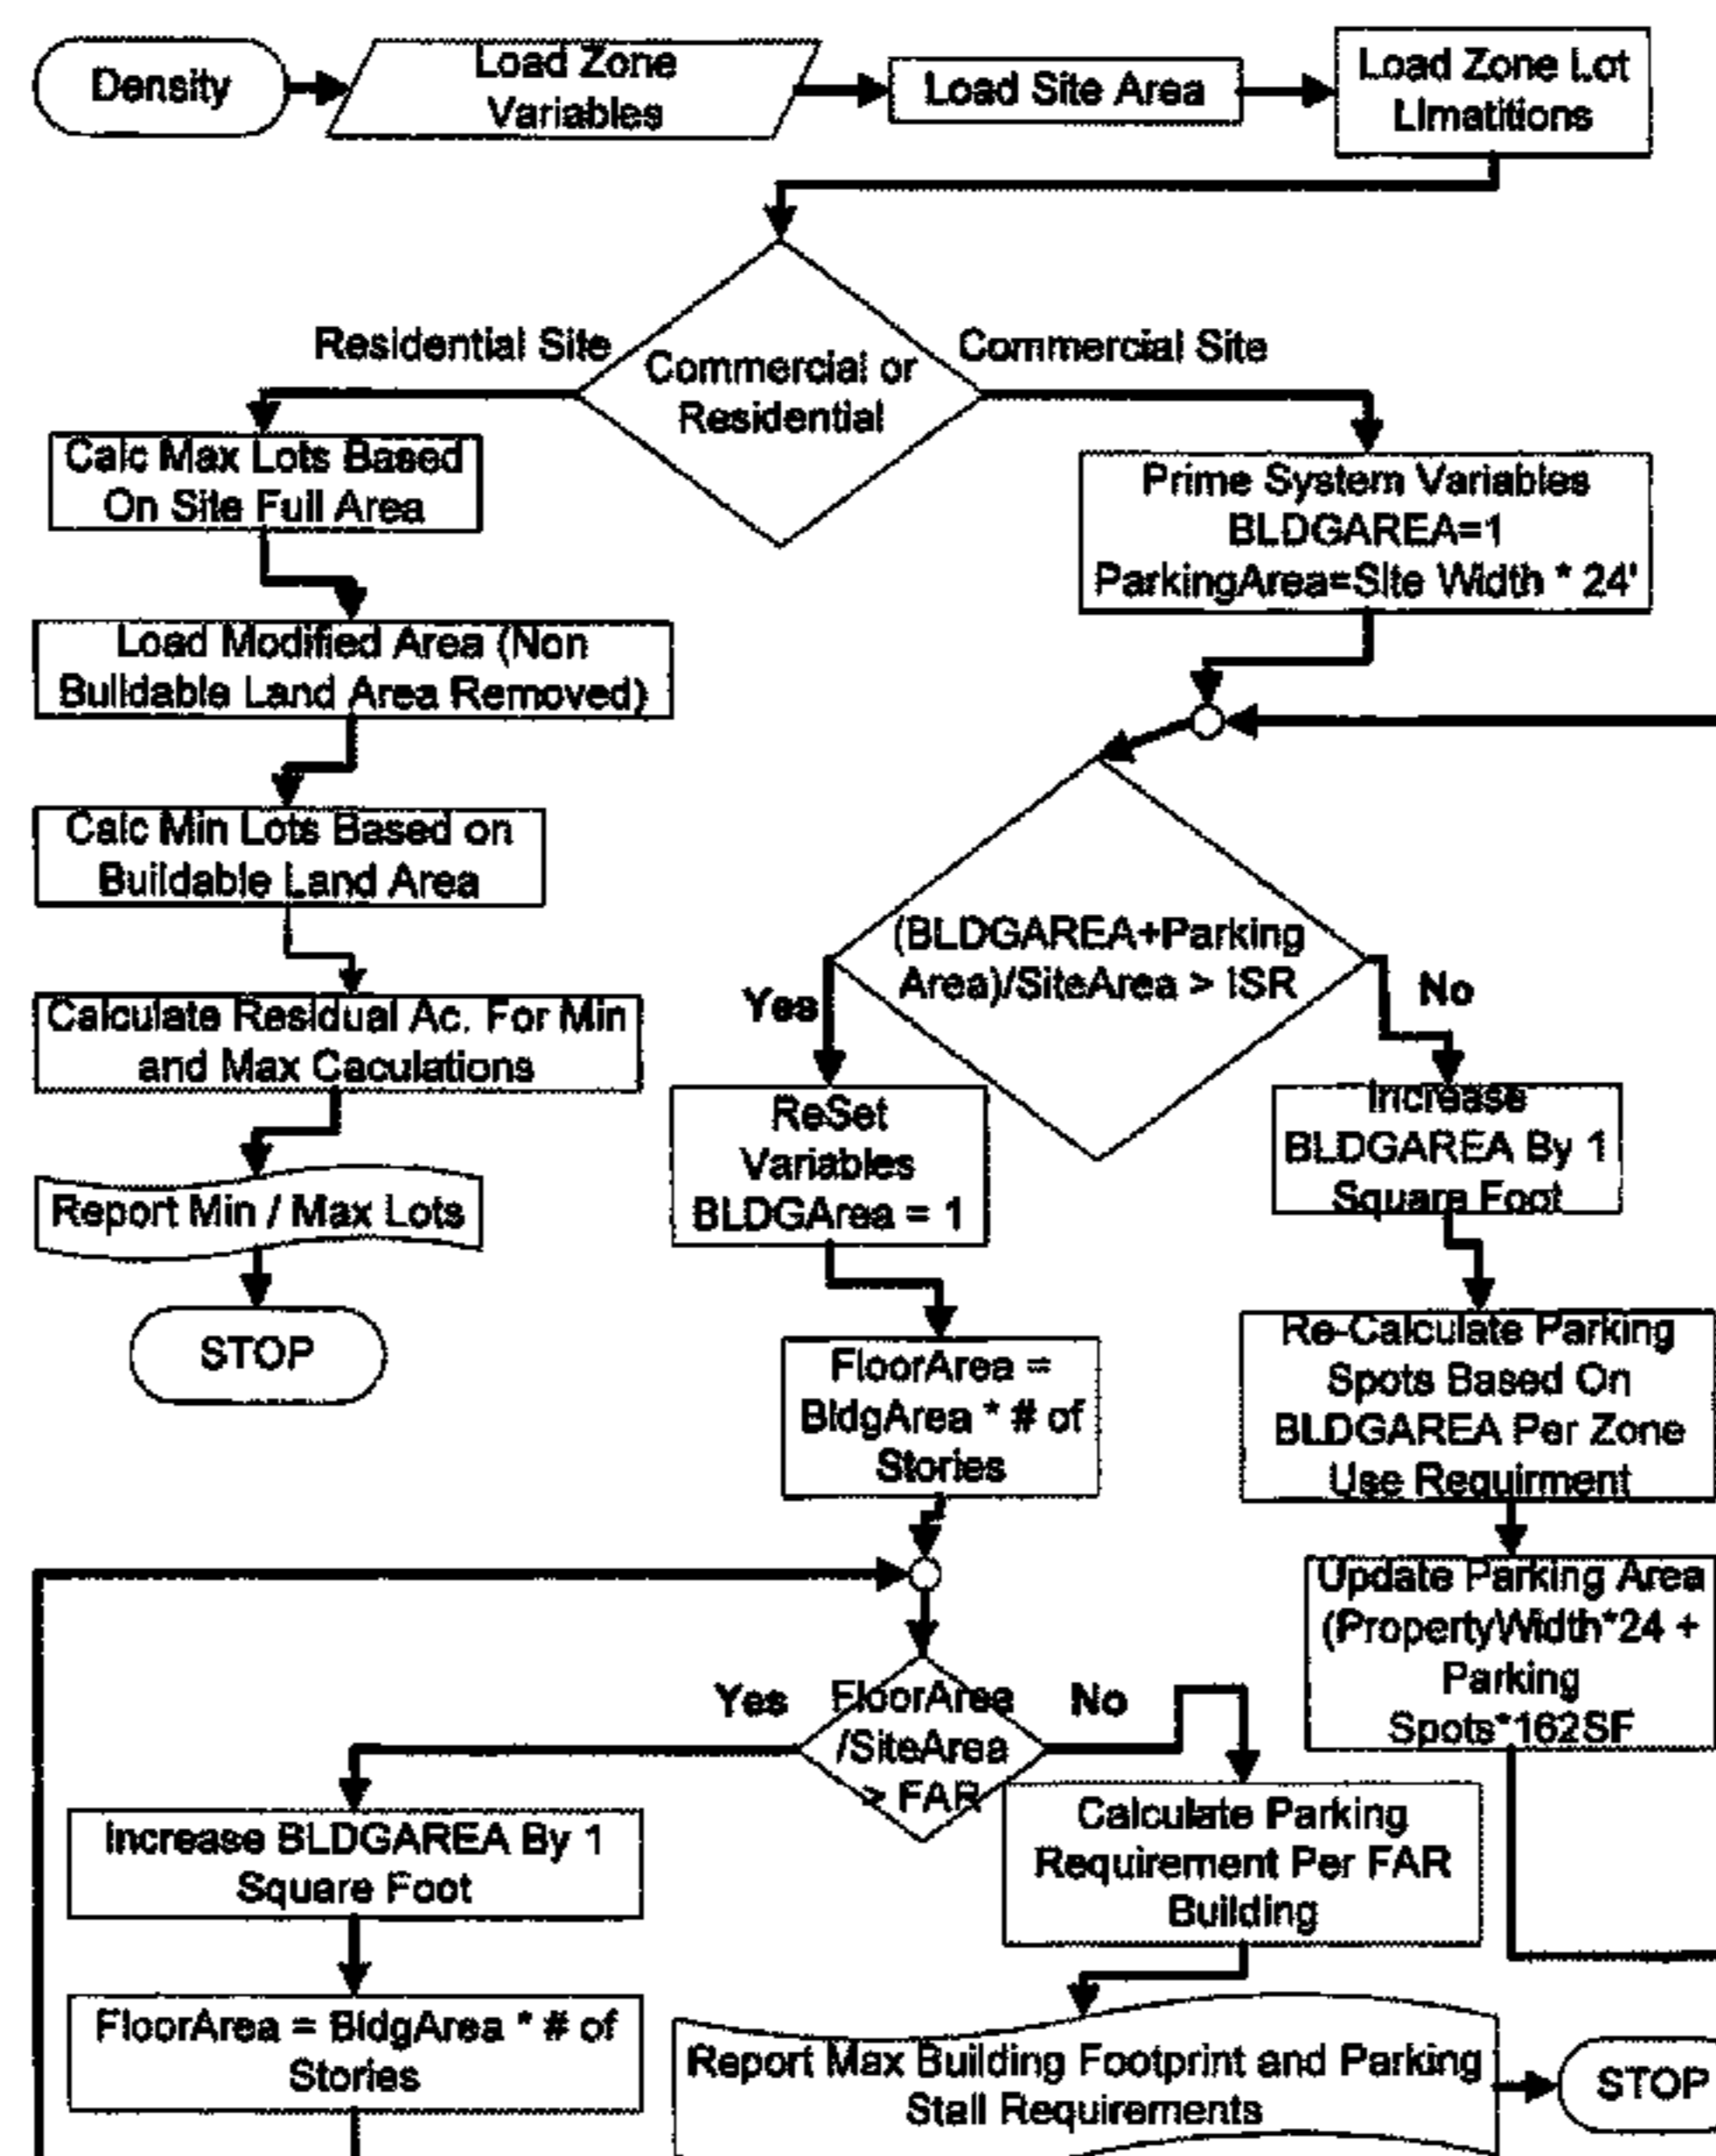 Density
Load Zone
Variables
Load Site Area
Load Zone Lot
Limatitions
Commercial or
Residential
Residential Site
Calc Max Lots Based
On Site Full Area
Load Modified Area (Non
Buildable Land Area Removed)
Calc Min Lots Based on
Buildable Land Area
Calculate Residual Ac. For Min
and Max Caculations
Report Min / Max Lots
STOP
Commercial Site
Prime System Variables
BLDGAREA=1
ParkingArea=Site Width * 24'
(BLDGAREA+Parking
Area)/SiteArea > ISR
Yes
No
ReSet
Variables
BLDGArea = 1
FloorArea =
BldgArea * # of
Stories
Increase
BLDGAREA By 1
Square Foot
Re-Calculate Parking
Spots Based On
BLDGAREA Per Zone
Use Requirment
Update Parking Area
(PropertyWidth*24 +
Parking
Spots*162SF
FloorArea
/SiteArea
> FAR
Yes
No
Increase BLDGAREA By 1
Square Foot
FloorArea = BldgArea * # of
Stories
Calculate Parking
Requirement Per FAR
Building
Report Max Building Footprint and Parking
Stall Requirements
STOP